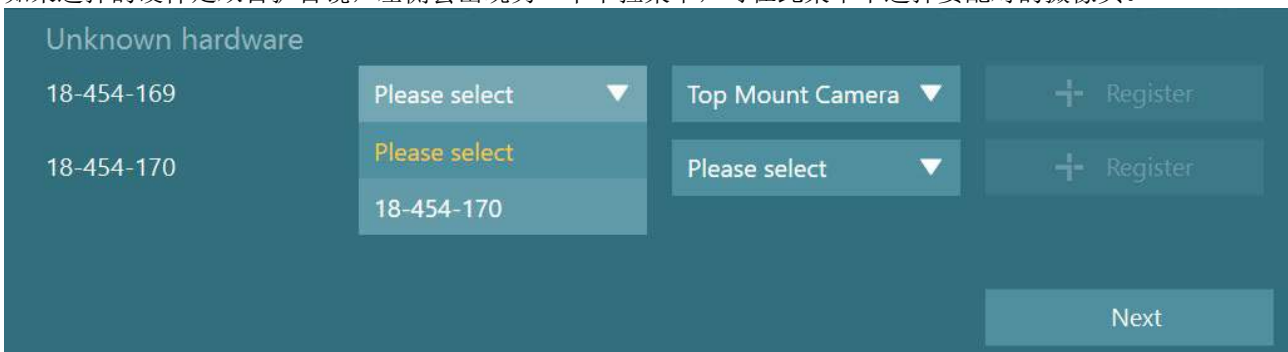 Unknown hardware
18-454-169 Please select Top Mount Camera Register
Please select
18-454-170 Please select Register
18-454-170
Next